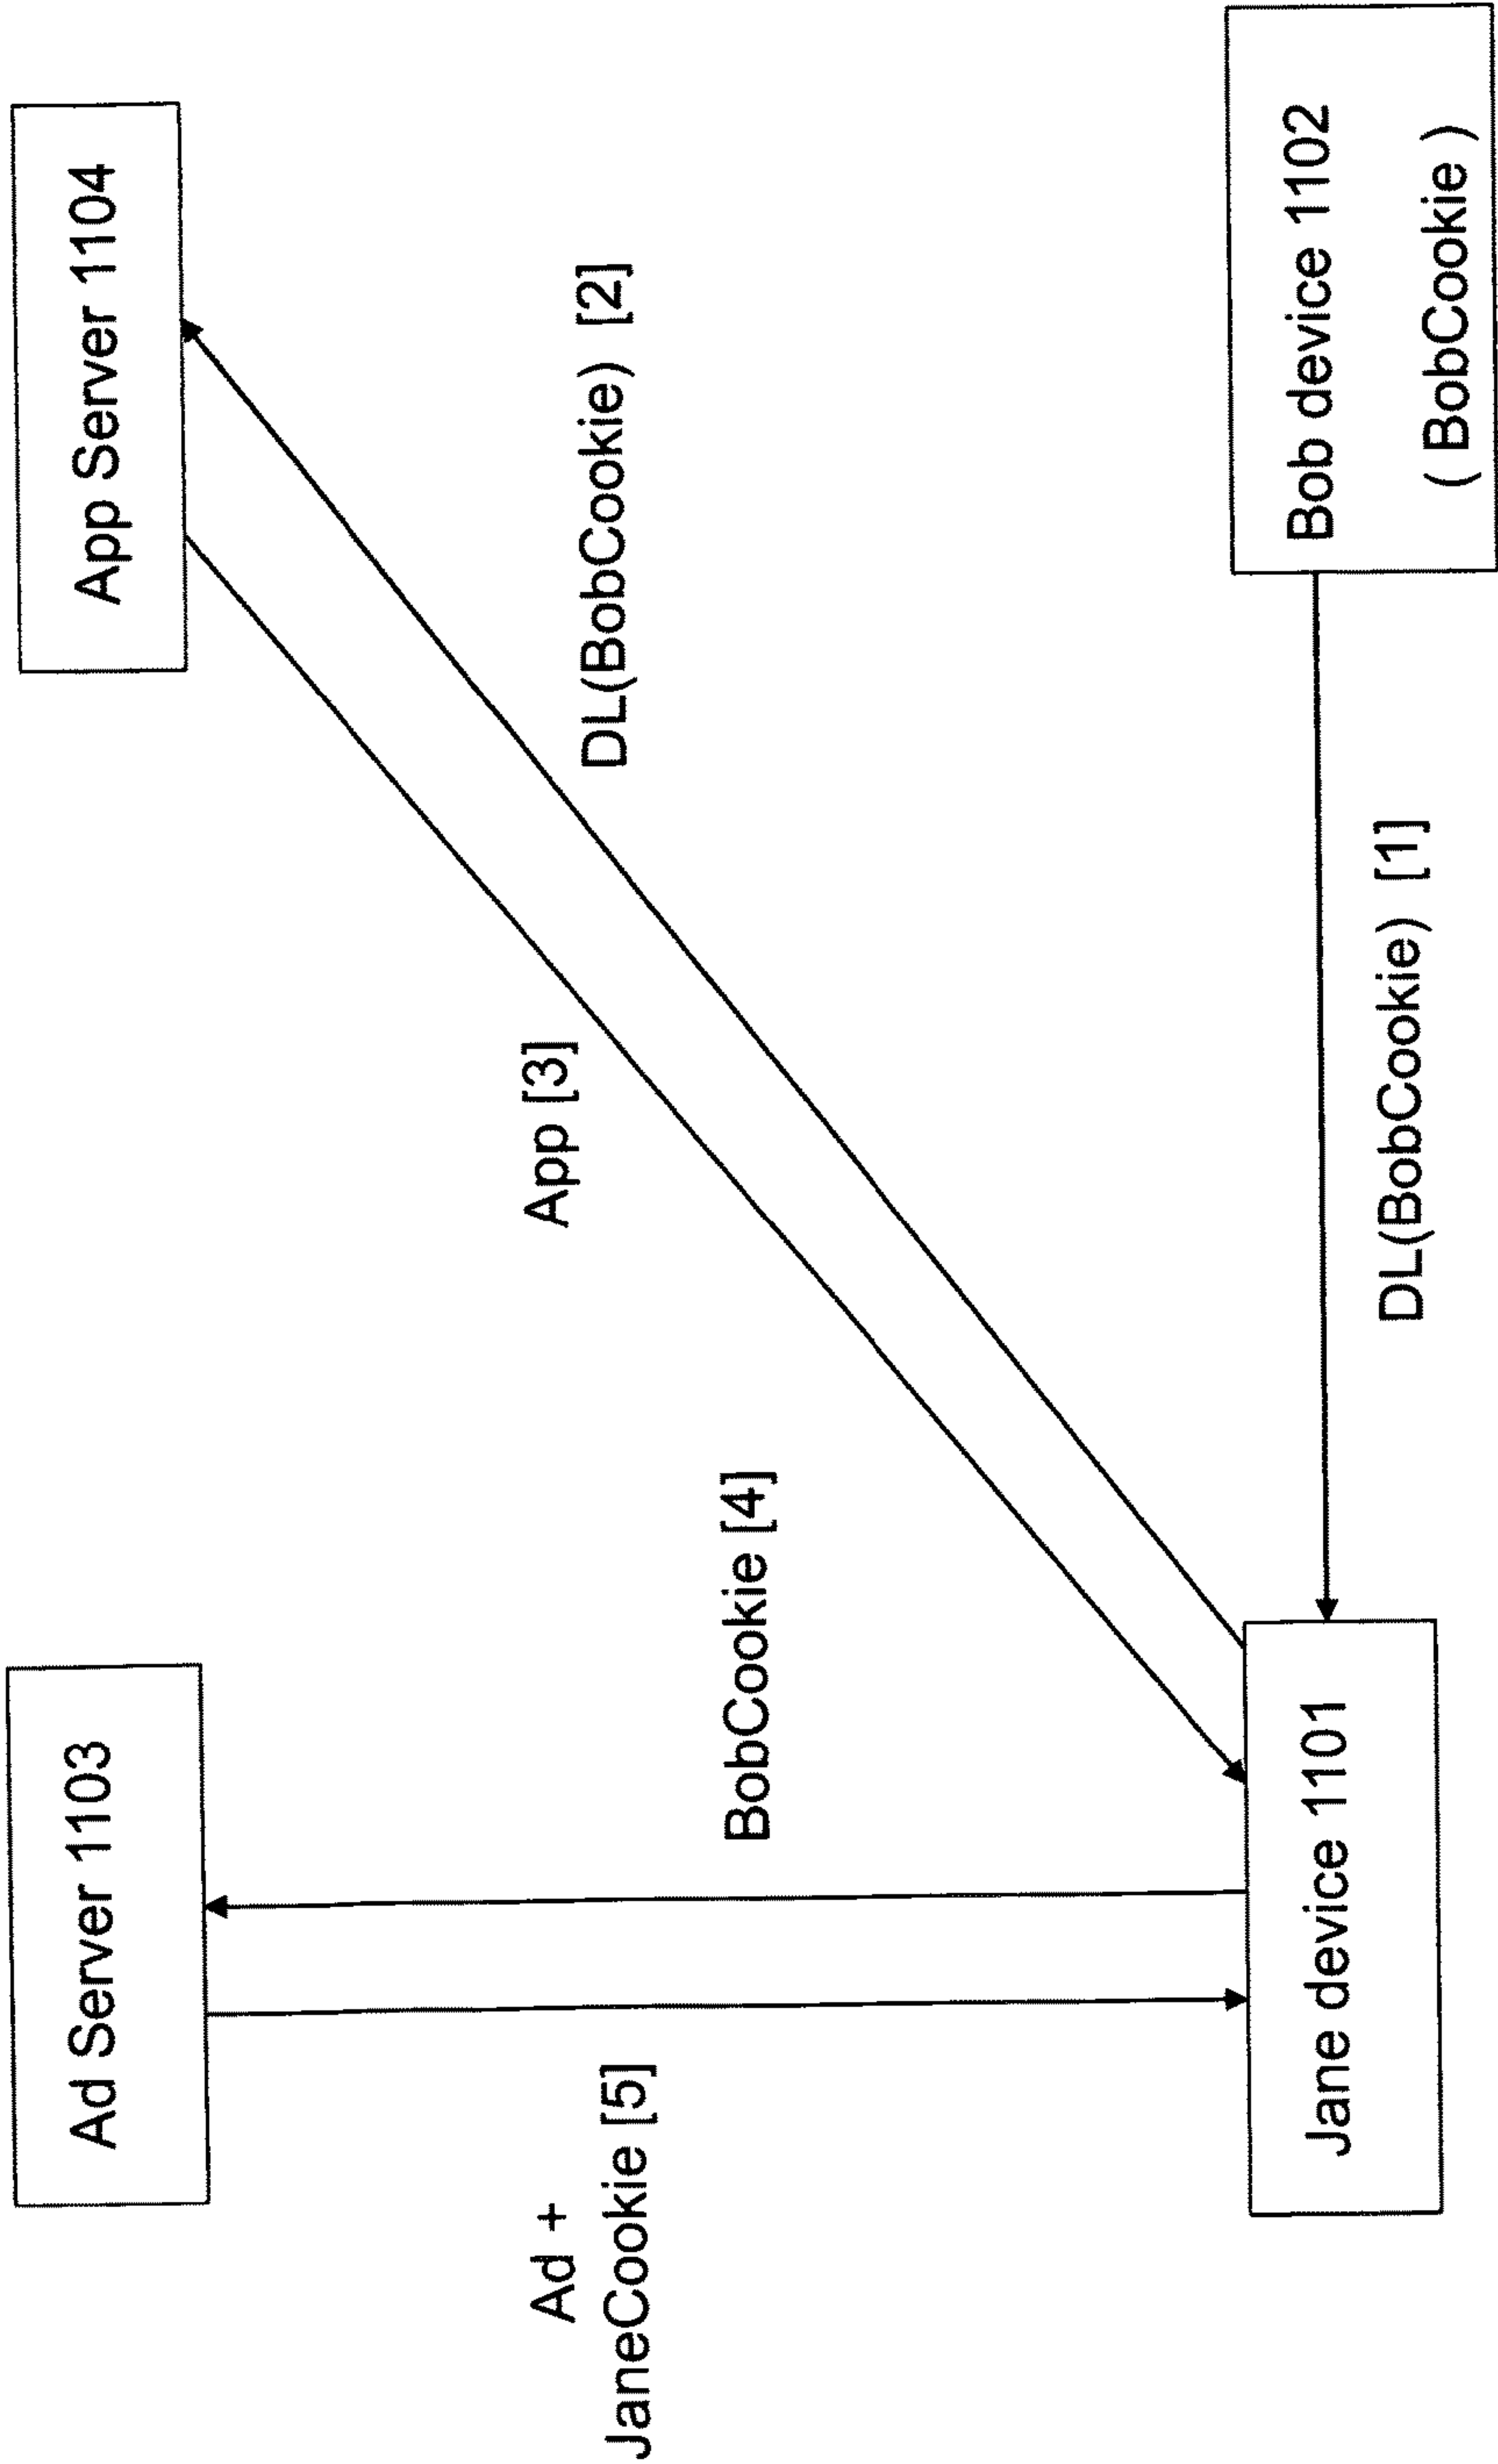 Ad Server 1103
App Server 1104
Ad +
JaneCookie [5]
BobCookie [4]
App [3]
DL(BobCookie) [2]
Jane device 1101
DL(BobCookie) [1]
Bob device 1102
( BobCookie )